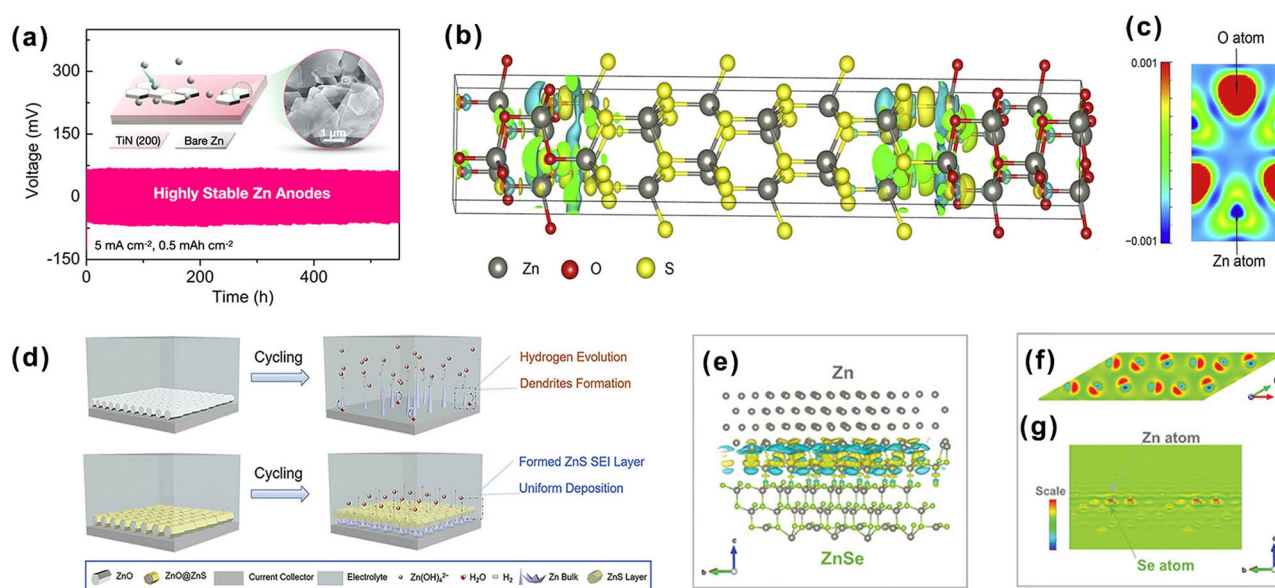 (a)
300
150
0
-150
Voltage (mV)
TiN (200)
Bare Zn
1 μm
Highly Stable Zn Anodes
5 mA cm⁻², 0.5 mAh cm⁻²
0
200
400
Time (h)
(b)
Zn
O
S
(c)
O atom
0.001
−0.001
Zn atom
(d)
Cycling
Hydrogen Evolution
Dendrites Formation
Cycling
Formed ZnS SEI Layer
Uniform Deposition
ZnO
ZnO@ZnS
Current Collector
Electrolyte
Zn(OH)₄²⁻
H₂O
H₂
Zn Bulk
ZnS Layer
(e)
Zn
ZnSe
c
b
(f)
(g)
Zn atom
Scale
Se atom
c
b